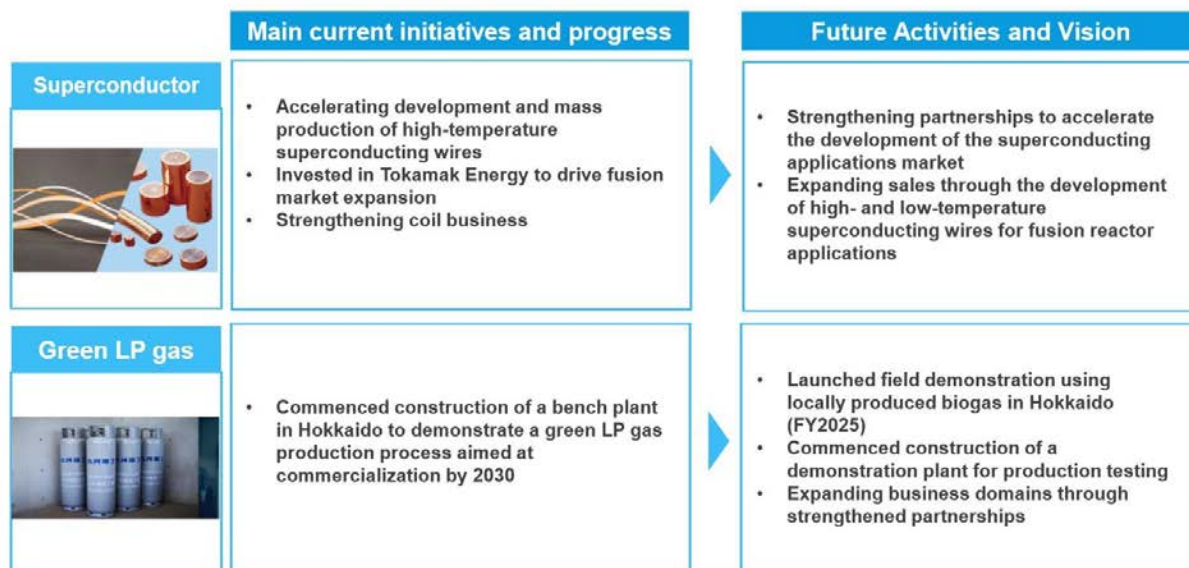 Main current initiatives and progress
Future Activities and Vision
Superconductor
• Accelerating development and mass
production of high-temperature
superconducting wires
• Invested in Tokamak Energy to drive fusion
market expansion
• Strengthening coil business
• Strengthening partnerships to accelerate
the development of the superconducting
applications market
• Expanding sales through the development
of high- and low-temperature
superconducting wires for fusion reactor
applications
Green LP gas
• Commenced construction of a bench plant
in Hokkaido to demonstrate a green LP gas
production process aimed at
commercialization by 2030
• Launched field demonstration using
locally produced biogas in Hokkaido
(FY2025)
• Commenced construction of a
demonstration plant for production testing
• Expanding business domains through
strengthened partnerships